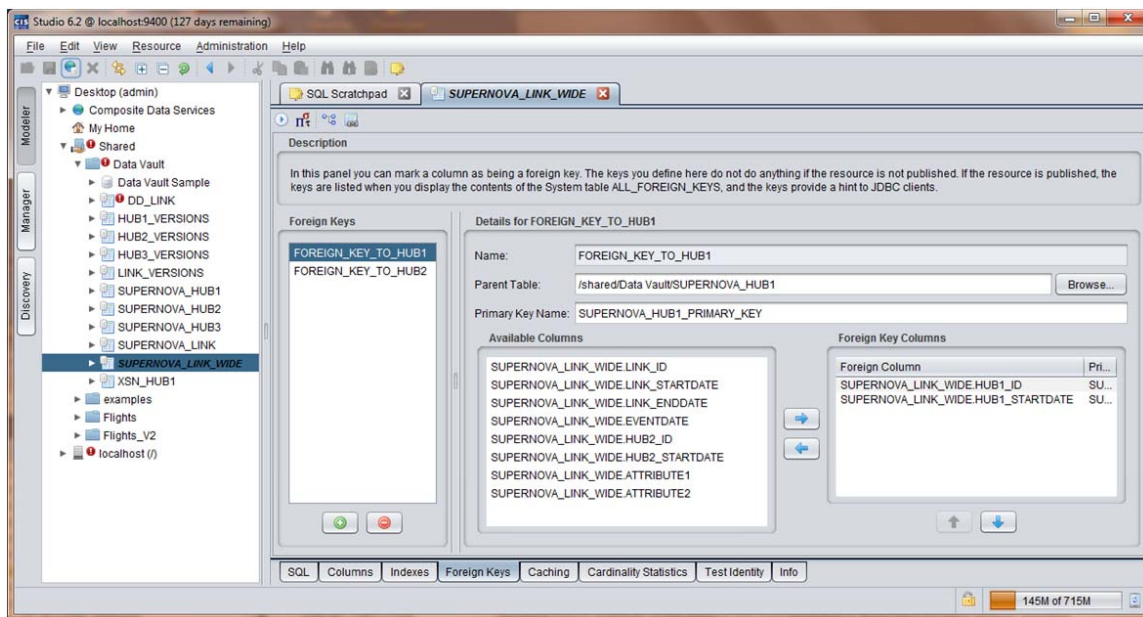 CIS Studio 6.2 @ localhost:9400 (127 days remaining)
File Edit View Resource Administration Help
Modeler
Manager
Discovery
Desktop (admin)
Composite Data Services
My Home
Shared
Data Vault
Data Vault Sample
DD_LINK
HUB1_VERSIONS
HUB2_VERSIONS
HUB3_VERSIONS
LINK_VERSIONS
SUPERNOVA_HUB1
SUPERNOVA_HUB2
SUPERNOVA_HUB3
SUPERNOVA_LINK
SUPERNOVA_LINK_WIDE
XSN_HUB1
examples
Flights
Flights_V2
localhost (/)
SQL Scratchpad SUPERNOVA_LINK_WIDE
Description
In this panel you can mark a column as being a foreign key. The keys you define here do not do anything if the resource is not published. If the resource is published, the
keys are listed when you display the contents of the System table ALL_FOREIGN_KEYS, and the keys provide a hint to JDBC clients.
Foreign Keys
FOREIGN_KEY_TO_HUB1
FOREIGN_KEY_TO_HUB2
Details for FOREIGN_KEY_TO_HUB1
Name: FOREIGN_KEY_TO_HUB1
Parent Table: /shared/Data Vault/SUPERNOVA_HUB1 Browse...
Primary Key Name: SUPERNOVA_HUB1_PRIMARY_KEY
Available Columns
SUPERNOVA_LINK_WIDE.LINK_ID
SUPERNOVA_LINK_WIDE.LINK_STARTDATE
SUPERNOVA_LINK_WIDE.LINK_ENDDATE
SUPERNOVA_LINK_WIDE.EVENTDATE
SUPERNOVA_LINK_WIDE.HUB2_ID
SUPERNOVA_LINK_WIDE.HUB2_STARTDATE
SUPERNOVA_LINK_WIDE.ATTRIBUTE1
SUPERNOVA_LINK_WIDE.ATTRIBUTE2
Foreign Key Columns
Foreign Column Pri...
SUPERNOVA_LINK_WIDE.HUB1_ID SU...
SUPERNOVA_LINK_WIDE.HUB1_STARTDATE SU...
SQL Columns Indexes Foreign Keys Caching Cardinality Statistics Test Identity Info
145M of 715M